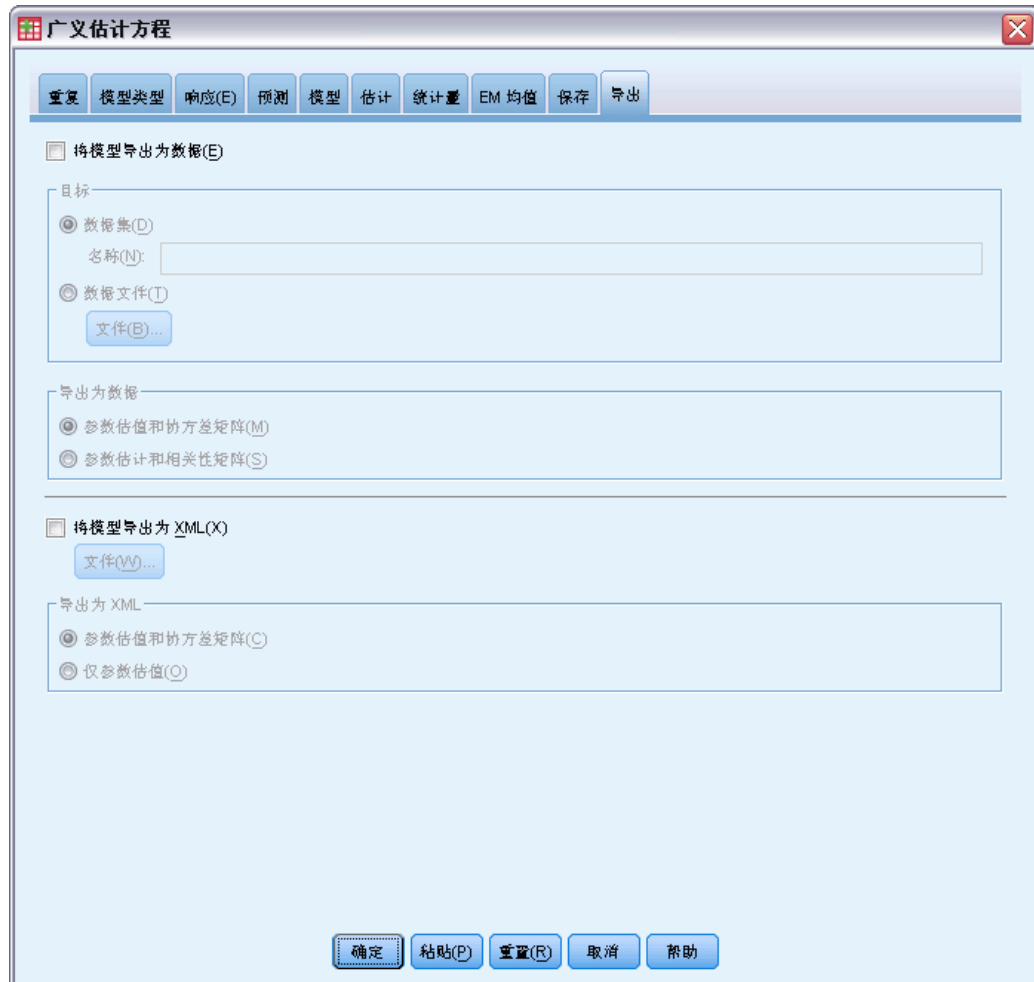 广义估计方程
重复 模型类型 响应(E) 预测 模型 估计 统计量 EM 均值 保存 导出
将模型导出为数据(E)
目标
数据集(D)
名称(N):
数据文件(T)
文件(B)...
导出为数据
参数估值和协方差矩阵(M)
参数估计和相关性矩阵(S)
将模型导出为 XML(X)
文件(W)...
导出为 XML
参数估值和协方差矩阵(C)
仅参数估值(O)
确定 粘贴(P) 重置(R) 取消 帮助